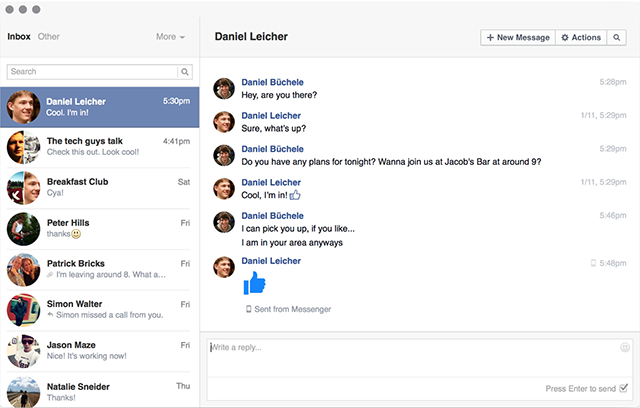 Inbox Other More
Search
Daniel Leicher 5:30pm
Cool. I'm in!
The tech guys talk 4:41pm
Check this out. Look cool!
Breakfast Club Sat
Cya!
Peter Hills Fri
thanks
Patrick Bricks Fri
I'm leaving around 8. What a...
Simon Walter Fri
Simon missed a call from you.
Jason Maze Fri
Nice! It's working now!
Natalie Sneider Thu
Thanks!
Daniel Leicher
New Message Actions
Daniel Büchele 5:28pm
Hey, are you there?
Daniel Leicher 1/11, 5:29pm
Sure, what's up?
Daniel Büchele 5:29pm
Do you have any plans for tonight? Wanna join us at Jacob's Bar at around 9?
Daniel Leicher 1/11, 5:29pm
Cool, I'm in!
Daniel Büchele 5:46pm
I can pick you up, if you like...
I am in your area anyways
Daniel Leicher 5:48pm
Sent from Messenger
Write a reply...
Press Enter to send